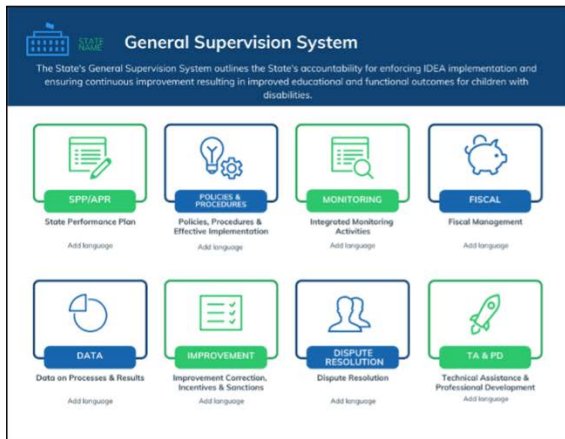 STATE
NAME
General Supervision System
The State's General Supervision System outlines the State's accountability for enforcing IDEA implementation and
ensuring continuous improvement resulting in improved educational and functional outcomes for children with
disabilities.
SPP/APR
POLICIES &
PROCEDURES
MONITORING
FISCAL
State Performance Plan
Policies, Procedures &
Effective Implementation
Integrated Monitoring
Activities
Fiscal Management
Add language
Add language
Add language
Add language
DATA
IMPROVEMENT
DISPUTE
RESOLUTION
TA & PD
Data on Processes & Results
Improvement Correction,
Incentives & Sanctions
Dispute Resolution
Technical Assistance &
Professional Development
Add language
Add language
Add language
Add language